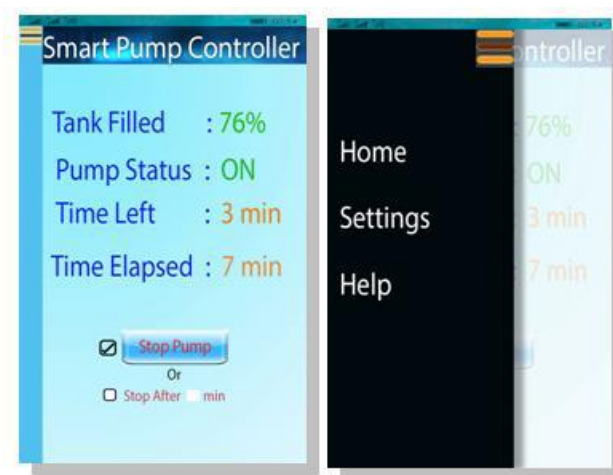 Smart Pump Controller
Tank Filled : 76%
Pump Status : ON
Time Left : 3 min
Time Elapsed : 7 min
Stop Pump
Or
Stop After min
ontroller
Home
Settings
Help
: 76%
ON
: 3 min
: 7 min